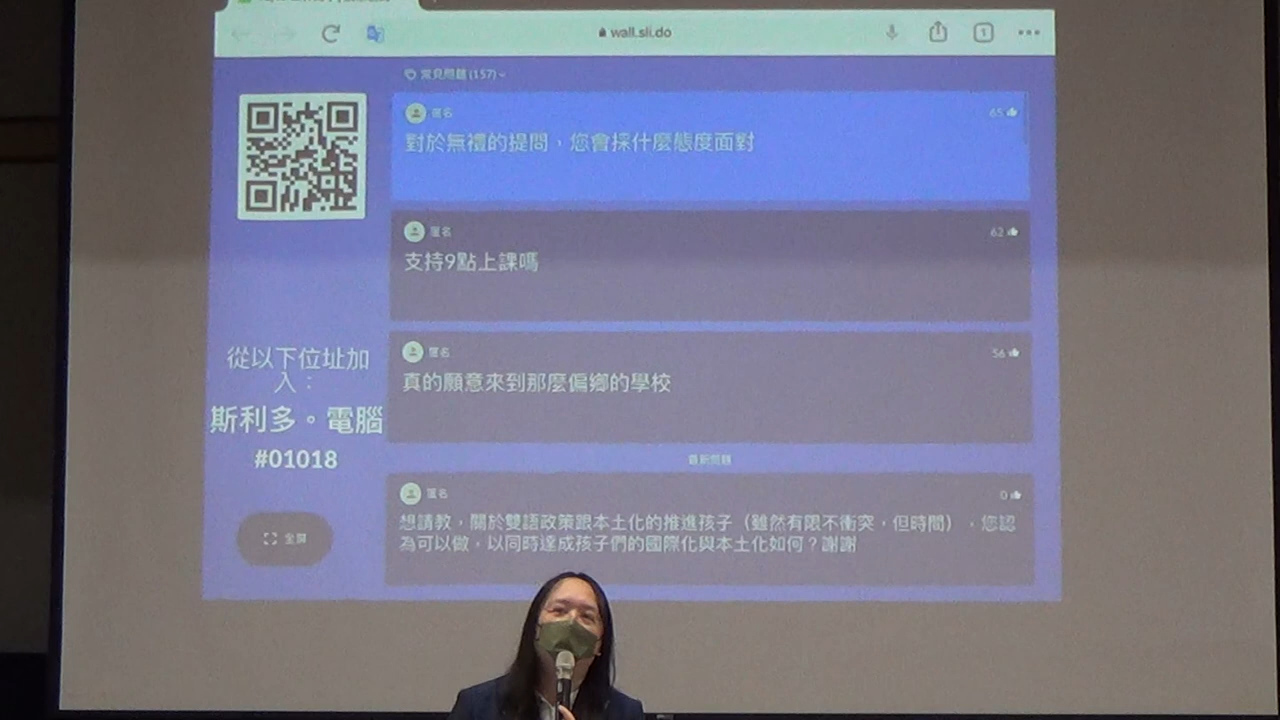 wall.sli.do
常見問題 (157)
匿名
65
對於無禮的提問，您會採什麼態度面對
匿名
62
支持9點上課嗎
匿名
56
真的願意來到那麼偏鄉的學校
最新問題
匿名
0
想請教，關於雙語政策跟本土化的推進孩子（雖然有限不衝突，但時間），您認
為可以做，以同時達成孩子們的國際化與本土化如何？謝謝
從以下位址加
入：
斯利多。電腦
#01018
全屏